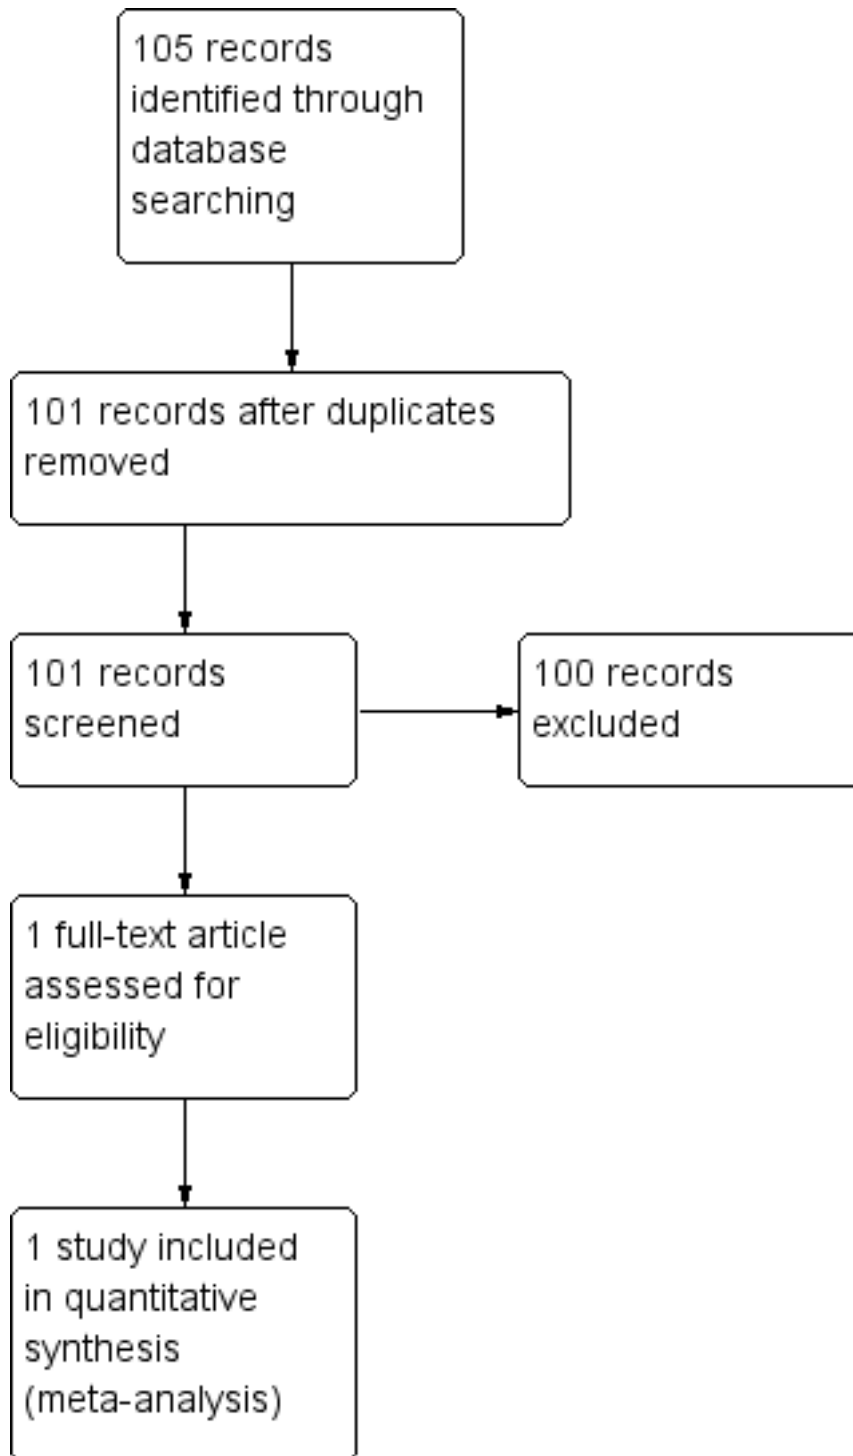 105 records
identified through
database
searching
101 records after duplicates
removed
101 records
screened
100 records
excluded
1 full-text article
assessed for
eligibility
1 study included
in quantitative
synthesis
(meta-analysis)